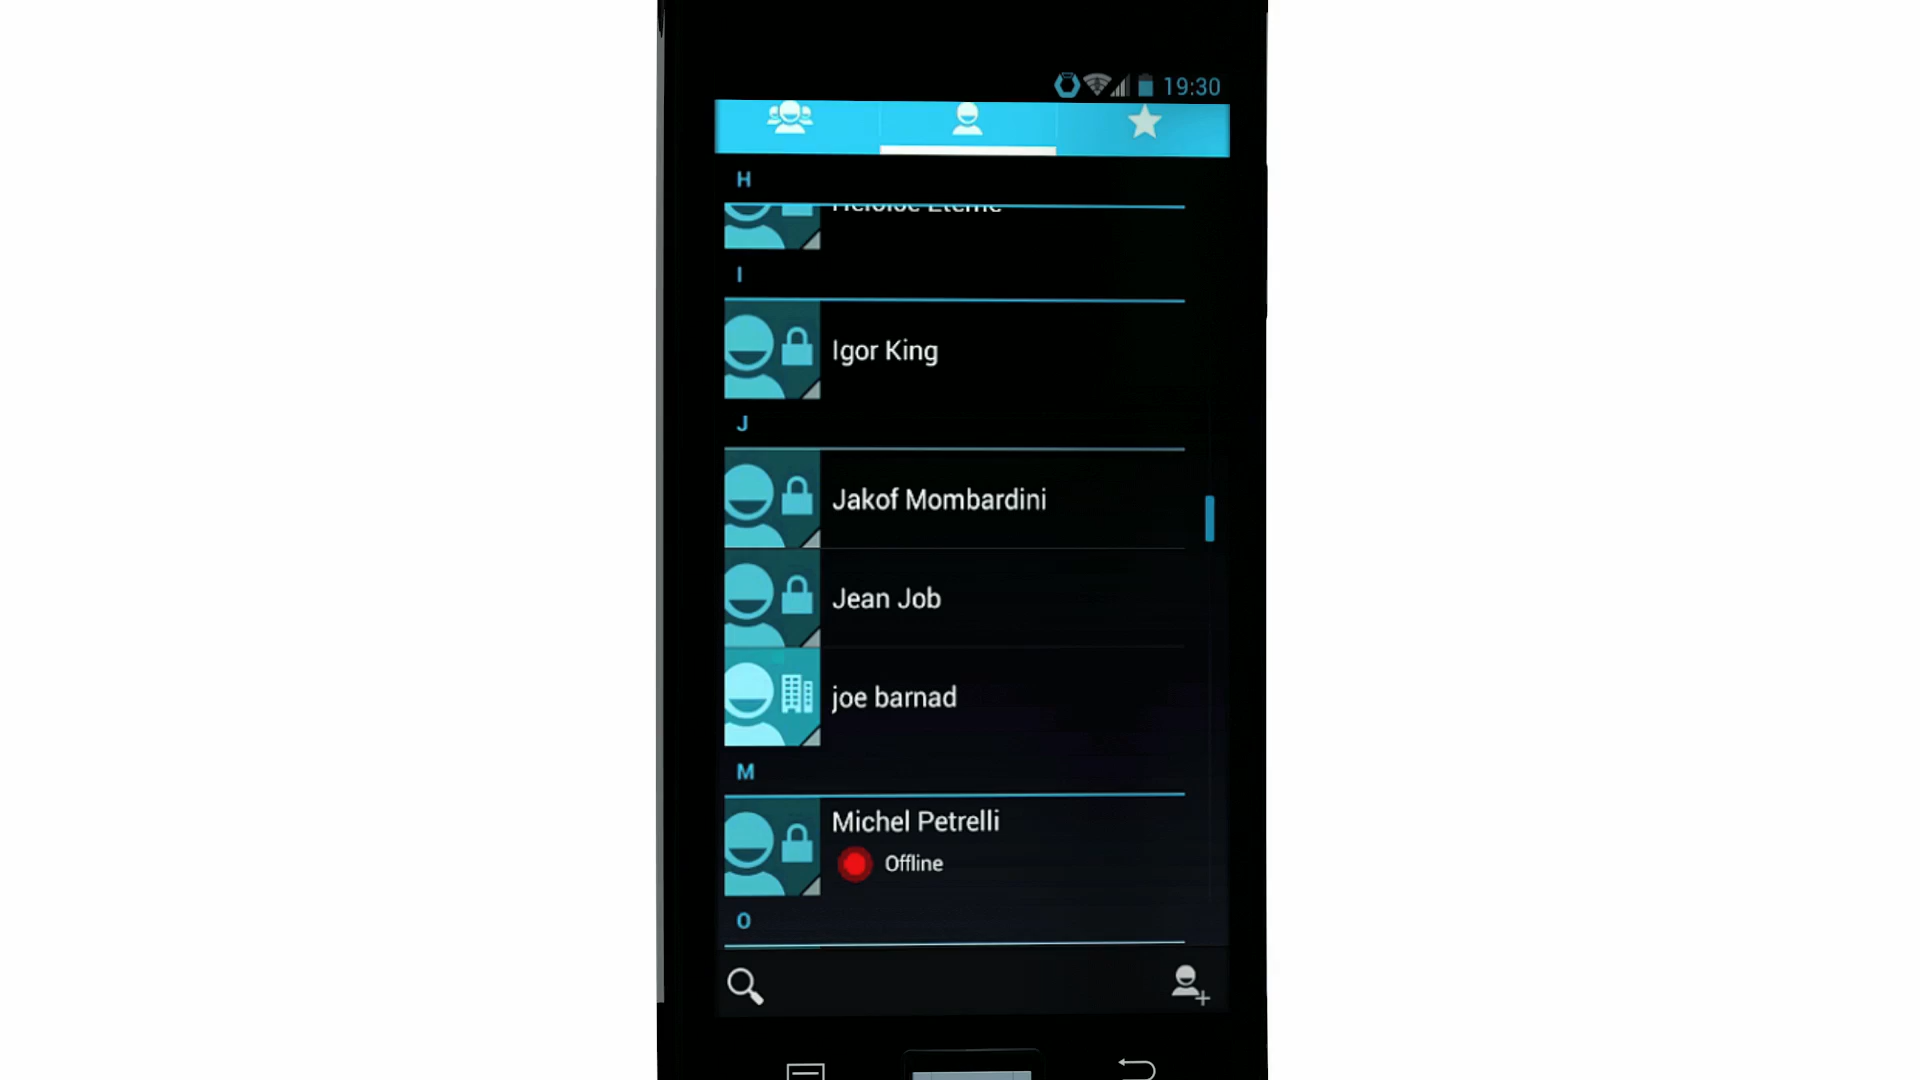 19:30
H
I
Igor King
J
Jakof Mombardini
Jean Job
joe barnad
M
Michel Petrelli
Offline
O